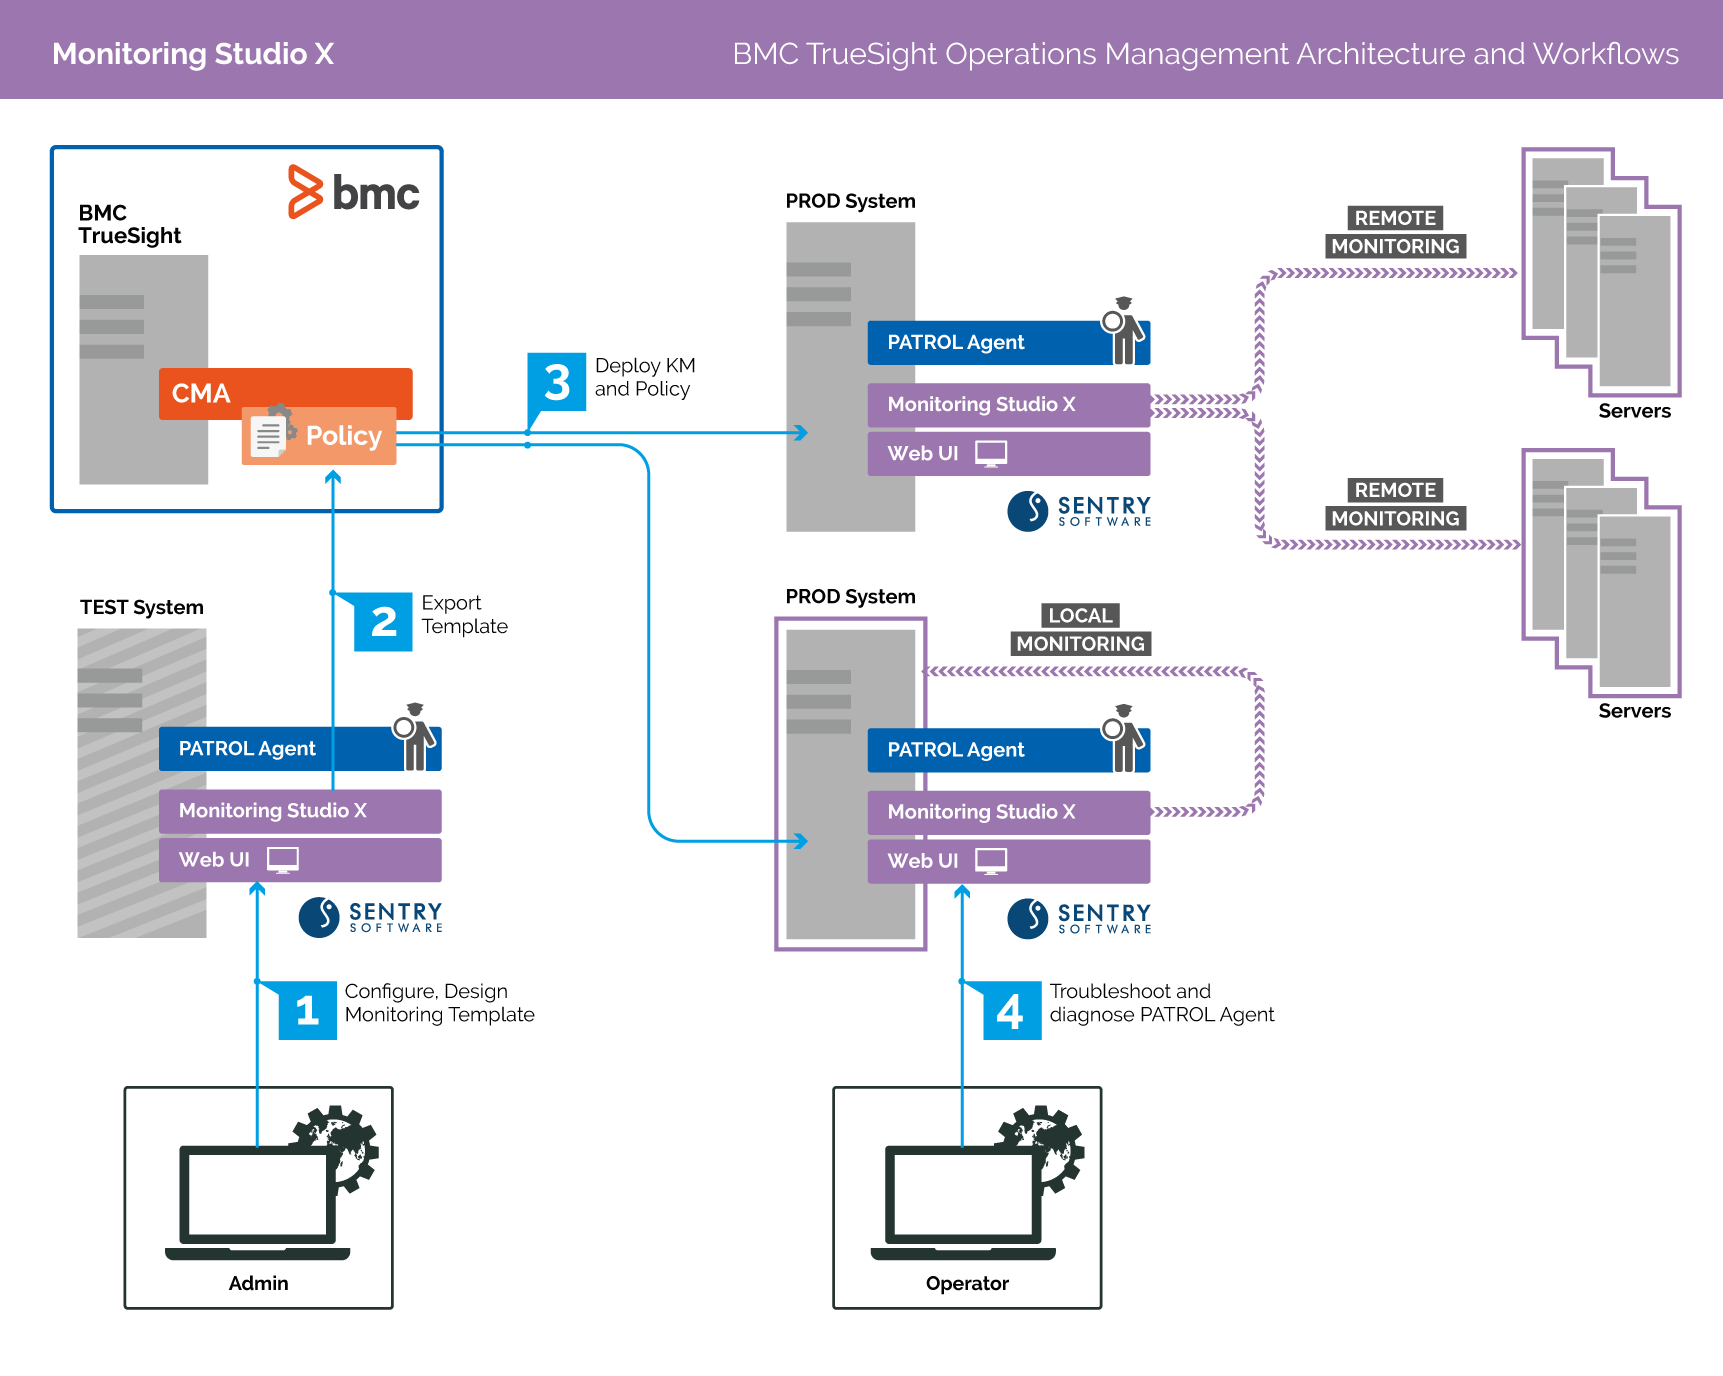 Monitoring Studio X
BMC TrueSight Operations Management Architecture and Workflows
bmc
BMC
TrueSight
CMA
Policy
3
Deploy KM
and Policy
PROD System
PATROL Agent
Monitoring Studio X
Web UI
SENTRY
SOFTWARE
REMOTE
MONITORING
Servers
REMOTE
MONITORING
Servers
2
Export
Template
TEST System
PATROL Agent
Monitoring Studio X
Web UI
SENTRY
SOFTWARE
PROD System
LOCAL
MONITORING
PATROL Agent
Monitoring Studio X
Web UI
SENTRY
SOFTWARE
1
Configure, Design
Monitoring Template
4
Troubleshoot and
diagnose PATROL Agent
Admin
Operator